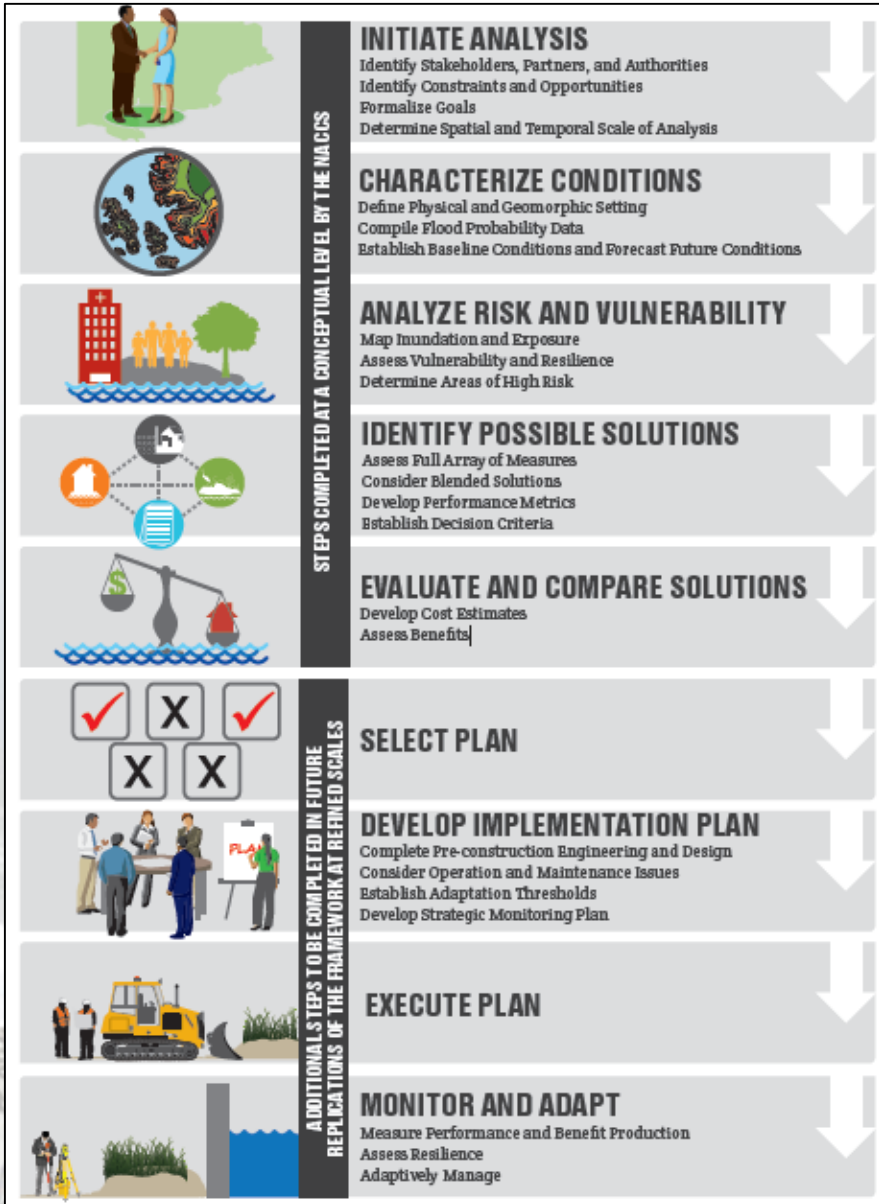 INITIATE ANALYSIS
Identify Stakeholders, Partners, and Authorities
Identify Constraints and Opportunities
Formalize Goals
Determine Spatial and Temporal Scale of Analysis
CHARACTERIZE CONDITIONS
Define Physical and Geomorphic Setting
Compile Flood Probability Data
Establish Baseline Conditions and Forecast Future Conditions
ANALYZE RISK AND VULNERABILITY
Map Inundation and Exposure
Assess Vulnerability and Resilience
Determine Areas of High Risk
IDENTIFY POSSIBLE SOLUTIONS
Assess Full Array of Measures
Consider Blended Solutions
Develop Performance Metrics
Establish Decision Criteria
$
EVALUATE AND COMPARE SOLUTIONS
Develop Cost Estimates
Assess Benefits
STEPS COMPLETED AT A CONCEPTUAL LEVEL BY THE NACCS
X
X X
SELECT PLAN
PLAN
DEVELOP IMPLEMENTATION PLAN
Complete Pre-construction Engineering and Design
Consider Operation and Maintenance Issues
Establish Adaptation Thresholds
Develop Strategic Monitoring Plan
EXECUTE PLAN
MONITOR AND ADAPT
Measure Performance and Benefit Production
Assess Resilience
Adaptively Manage
ADDITIONAL STEPS TO BE COMPLETED IN FUTURE
REPLICATIONS OF THE FRAMEWORK AT REFINED SCALES